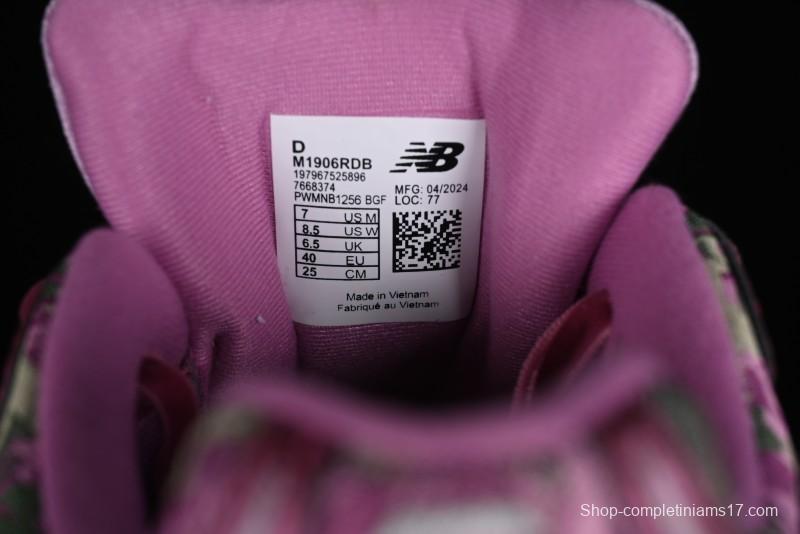 D
M1906RDB
197967525896
7668374
PWMNB1256 BGF
NB
MFG: 04/2024
LOC: 77
7 US M
8.5 US W
6.5 UK
40 EU
25 CM
Made in Vietnam
Fabriqué au Vietnam
Shop-completiniams17.com